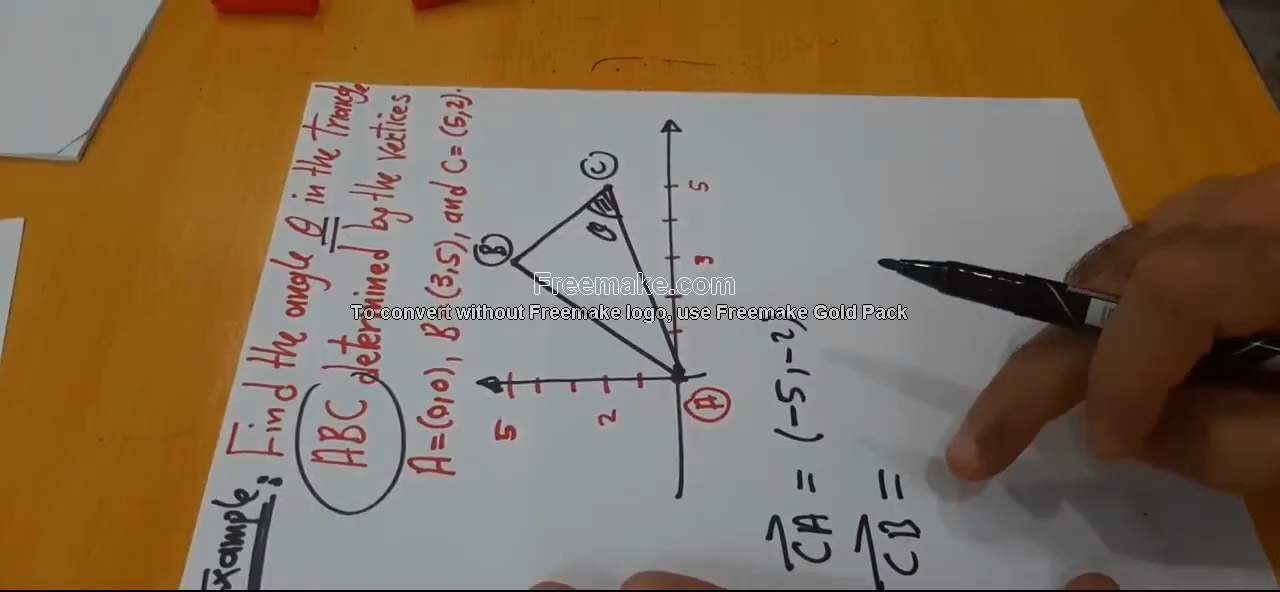 Example: Find the angle θ in the Triangle
ABC determined by the vertices
A=(0,0), B(3,5), and C=(5,2).
5
B
C
θ
2
A
3
5
CA = (-5,-2)
CB =
Freemake.com
To convert without Freemake logo, use Freemake Gold Pack